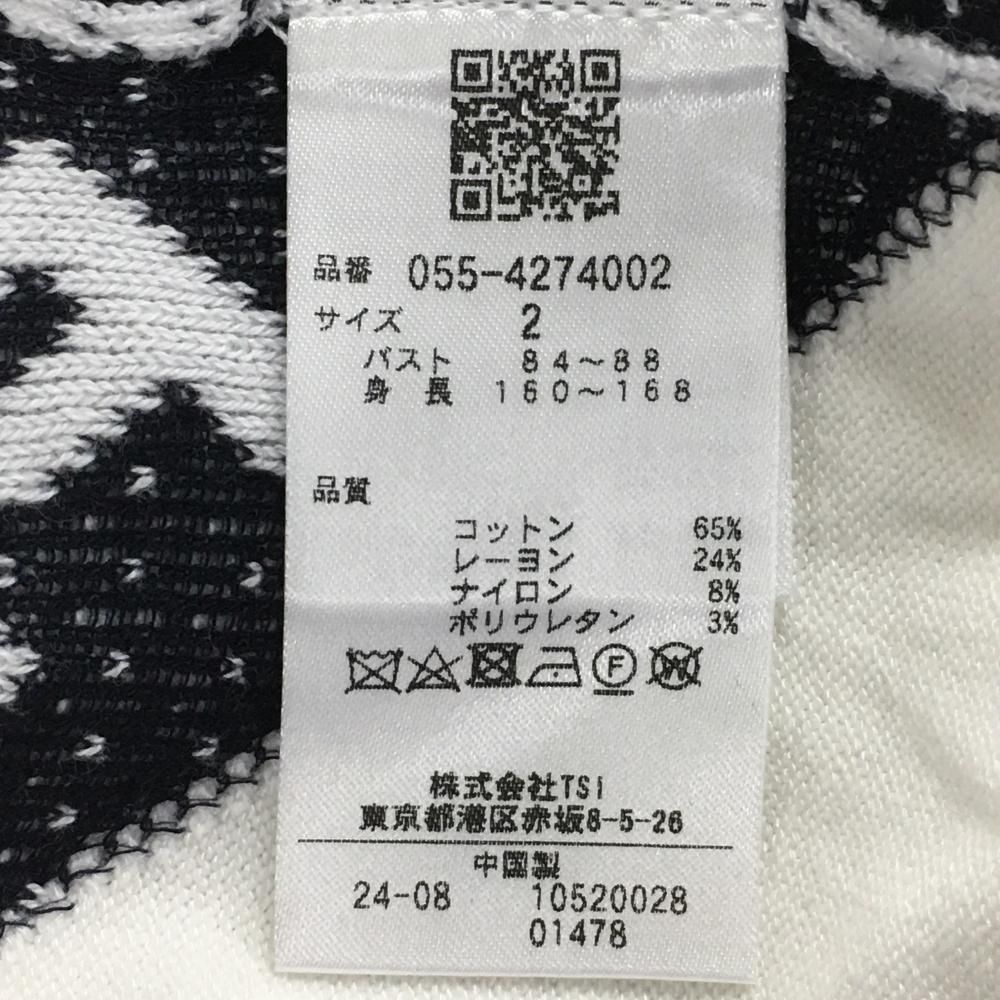 品番 055-4274002
サイズ 2
バスト 84～88
身長 160～168
品質
コットン 65%
レーヨン 24%
ナイロン 8%
ポリウレタン 3%
F W
株式会社TSI
東京都港区赤坂8-5-26
中国製
24-08 10520028
01478